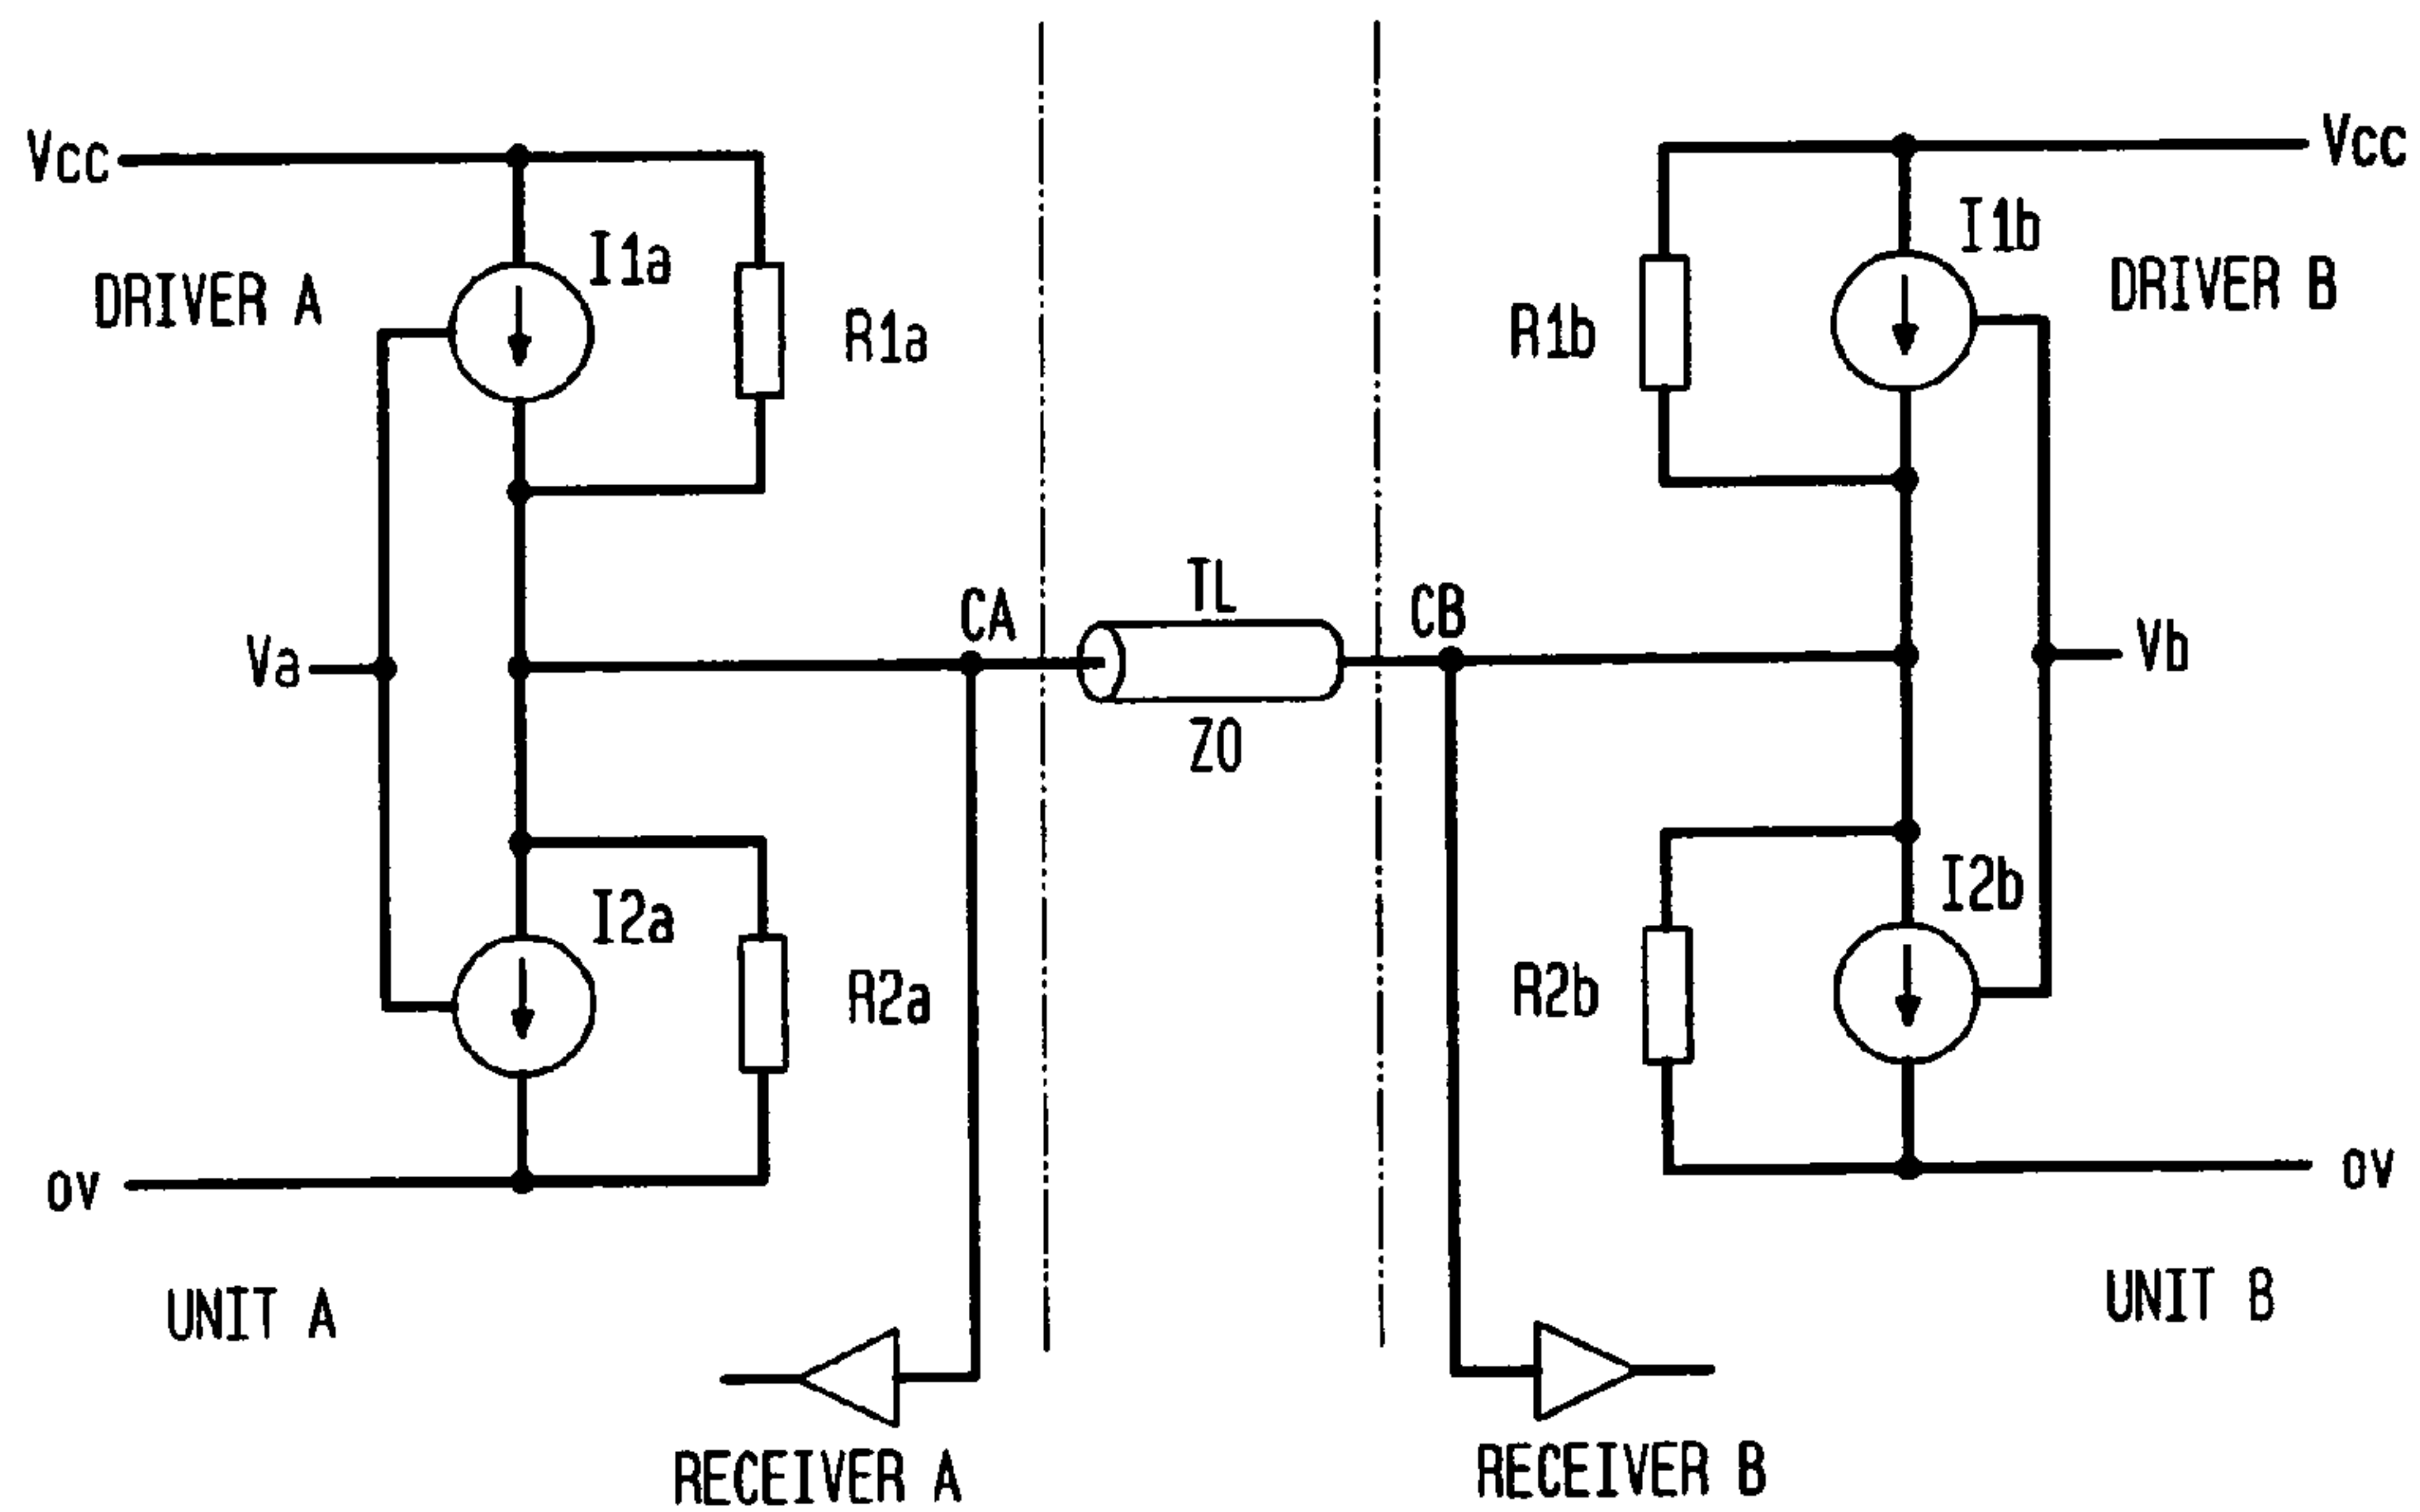 Vcc
Vcc
I1a
I1b
DRIVER A
DRIVER B
R1a
R1b
TL
CA
CB
Va
Vb
Z0
I2a
I2b
R2a
R2b
0V
0V
UNIT A
UNIT B
RECEIVER A
RECEIVER B